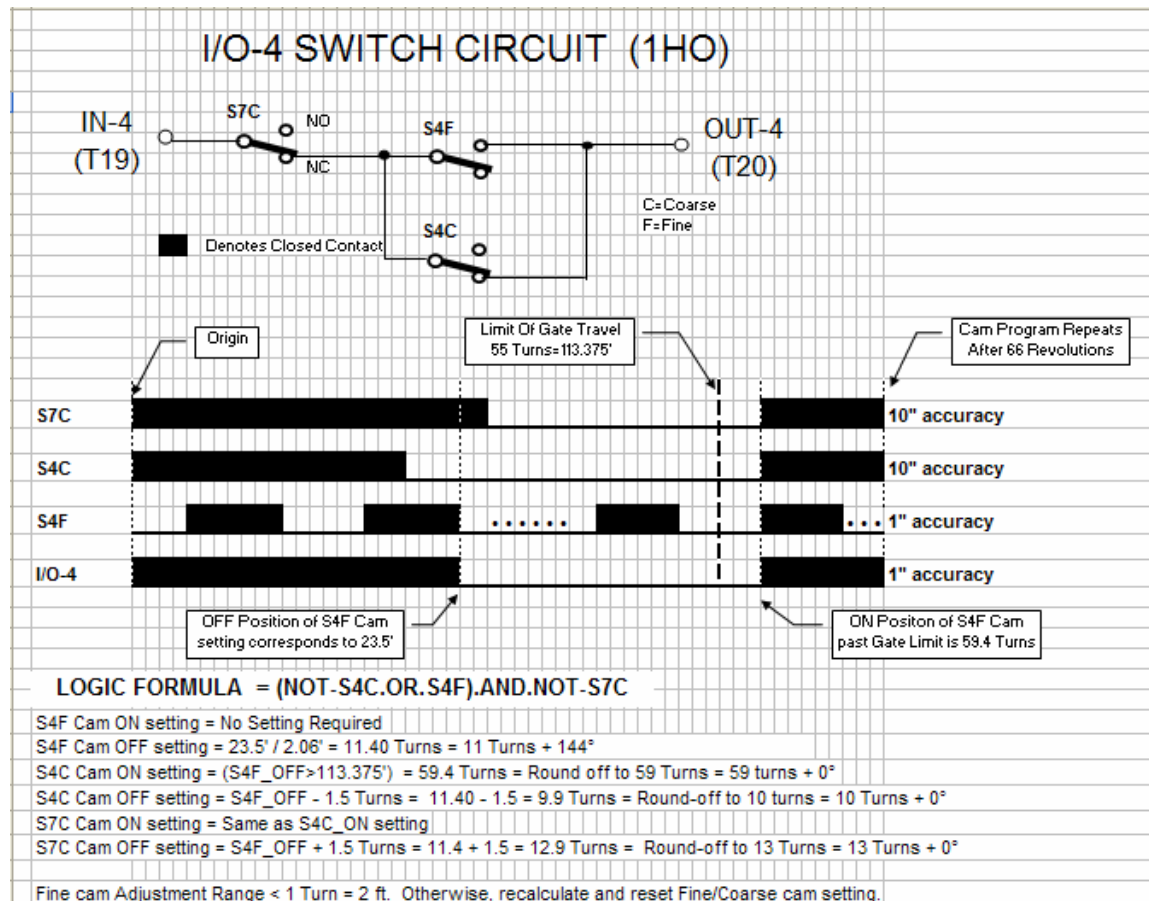 I/O-4 SWITCH CIRCUIT (1HO)
S7C
NO
IN-4
(T19)
NC
S4F
OUT-4
(T20)
C=Coarse
F=Fine
S4C
Denotes Closed Contact
Origin
Limit Of Gate Travel
55 Turns=113.375'
Cam Program Repeats
After 66 Revolutions
S7C
10" accuracy
S4C
10" accuracy
S4F
1" accuracy
I/O-4
1" accuracy
OFF Position of S4F Cam
setting corresponds to 23.5'
ON Positon of S4F Cam
past Gate Limit is 59.4 Turns
LOGIC FORMULA = (NOT-S4C.OR.S4F).AND.NOT-S7C
S4F Cam ON setting = No Setting Required
S4F Cam OFF setting = 23.5' / 2.06' = 11.40 Turns = 11 Turns + 144°
S4C Cam ON setting = (S4F_OFF>113.375') = 59.4 Turns = Round off to 59 Turns = 59 turns + 0°
S4C Cam OFF setting = S4F_OFF - 1.5 Turns = 11.40 - 1.5 = 9.9 Turns = Round-off to 10 turns = 10 Turns + 0°
S7C Cam ON setting = Same as S4C_ON setting
S7C Cam OFF setting = S4F_OFF + 1.5 Turns = 11.4 + 1.5 = 12.9 Turns = Round-off to 13 Turns = 13 Turns + 0°
Fine cam Adjustment Range < 1 Turn = 2 ft. Otherwise, recalculate and reset Fine/Coarse cam setting.